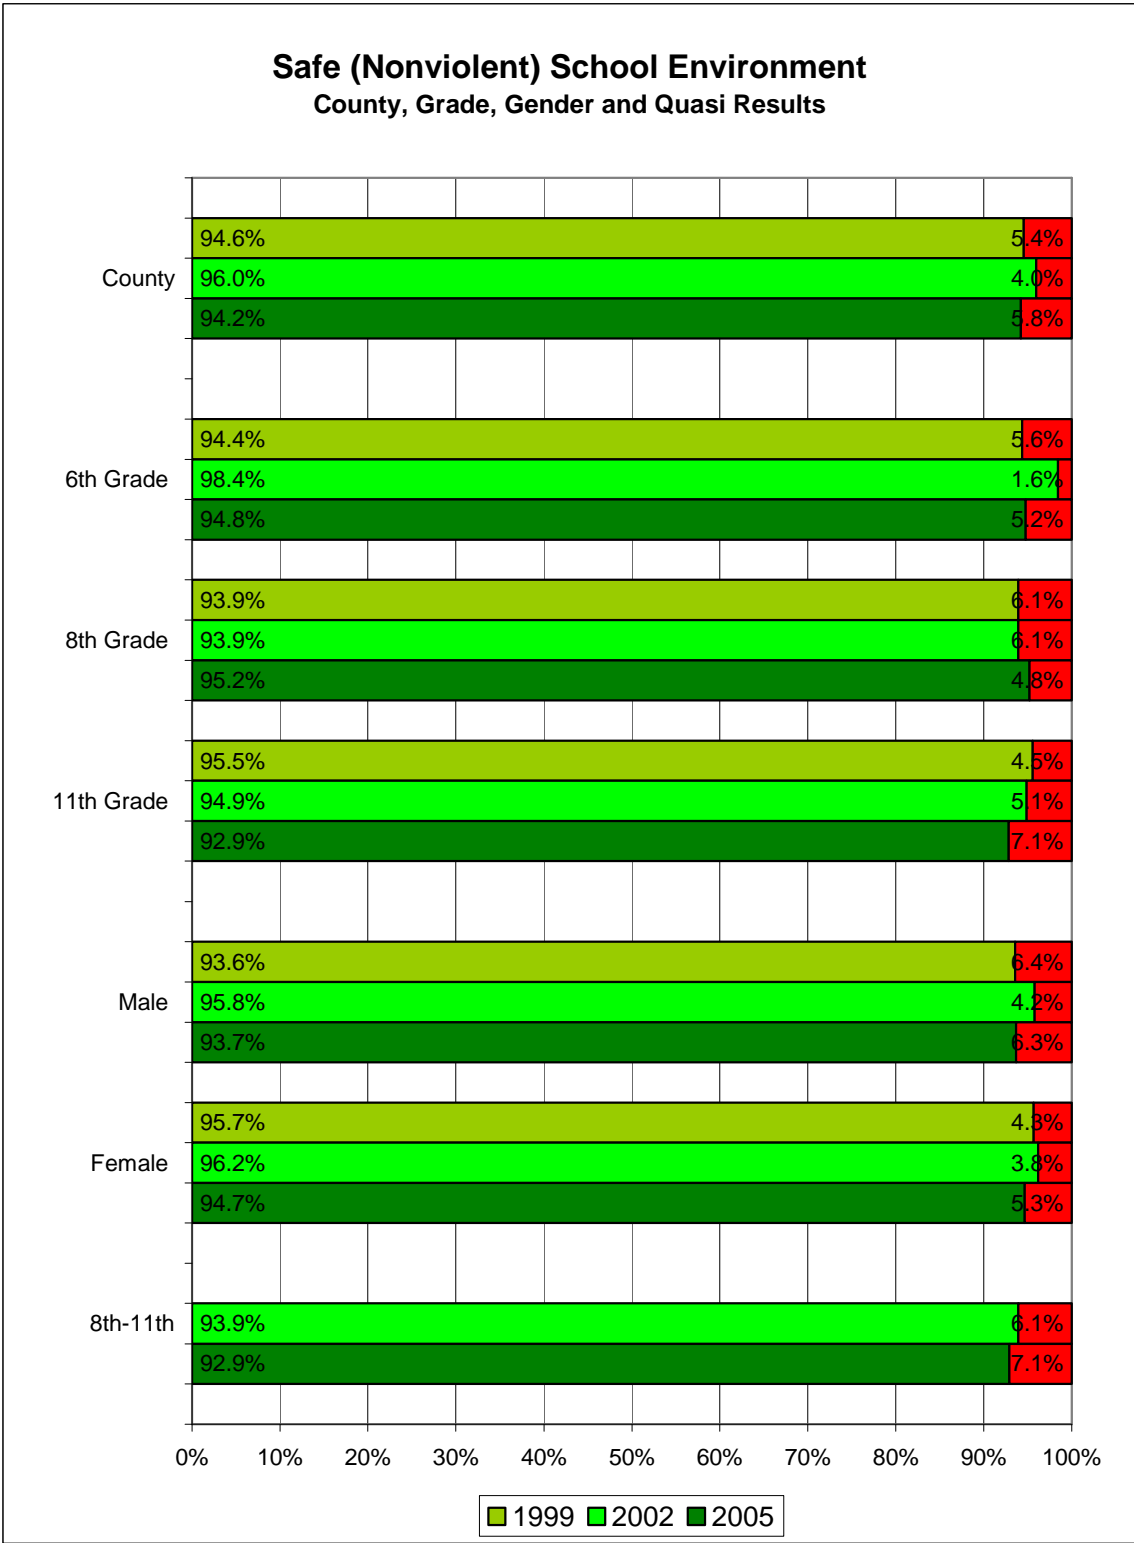 Safe (Nonviolent) School Environment
County, Grade, Gender and Quasi Results
94.6% 5.4%
County 96.0% 4.0%
94.2% 5.8%
94.4% 5.6%
6th Grade 98.4% 1.6%
94.8% 5.2%
93.9% 6.1%
8th Grade 93.9% 6.1%
95.2% 4.8%
95.5% 4.5%
11th Grade 94.9% 5.1%
92.9% 7.1%
93.6% 6.4%
Male 95.8% 4.2%
93.7% 6.3%
95.7% 4.3%
Female 96.2% 3.8%
94.7% 5.3%
8th-11th 93.9% 6.1%
92.9% 7.1%
0% 10% 20% 30% 40% 50% 60% 70% 80% 90% 100%
1999 2002 2005